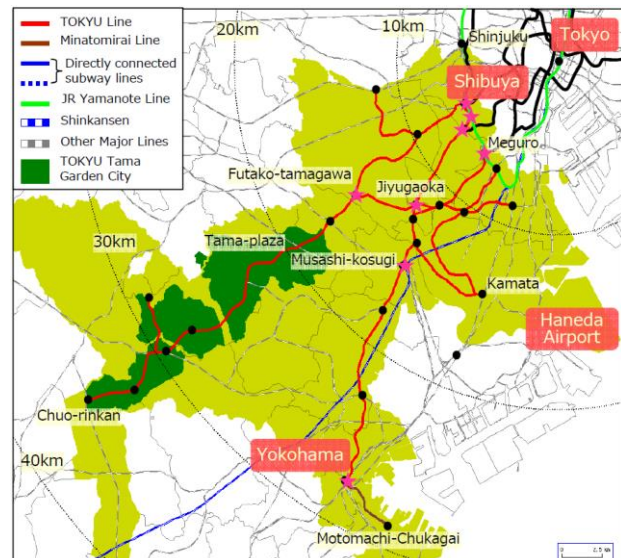 TOKYU Line
Minatomirai Line
Directly connected
subway lines
JR Yamanote Line
Shinkansen
Other Major Lines
TOKYU Tama
Garden City
20km
10km
Shinjuku
Tokyo
Shibuya
Meguro
Futako-tamagawa
Jiyugaoka
30km
Tama-plaza
Musashi-kosugi
Kamata
Haneda
Airport
Chuo-rinkan
40km
Yokohama
Motomachi-Chukagai